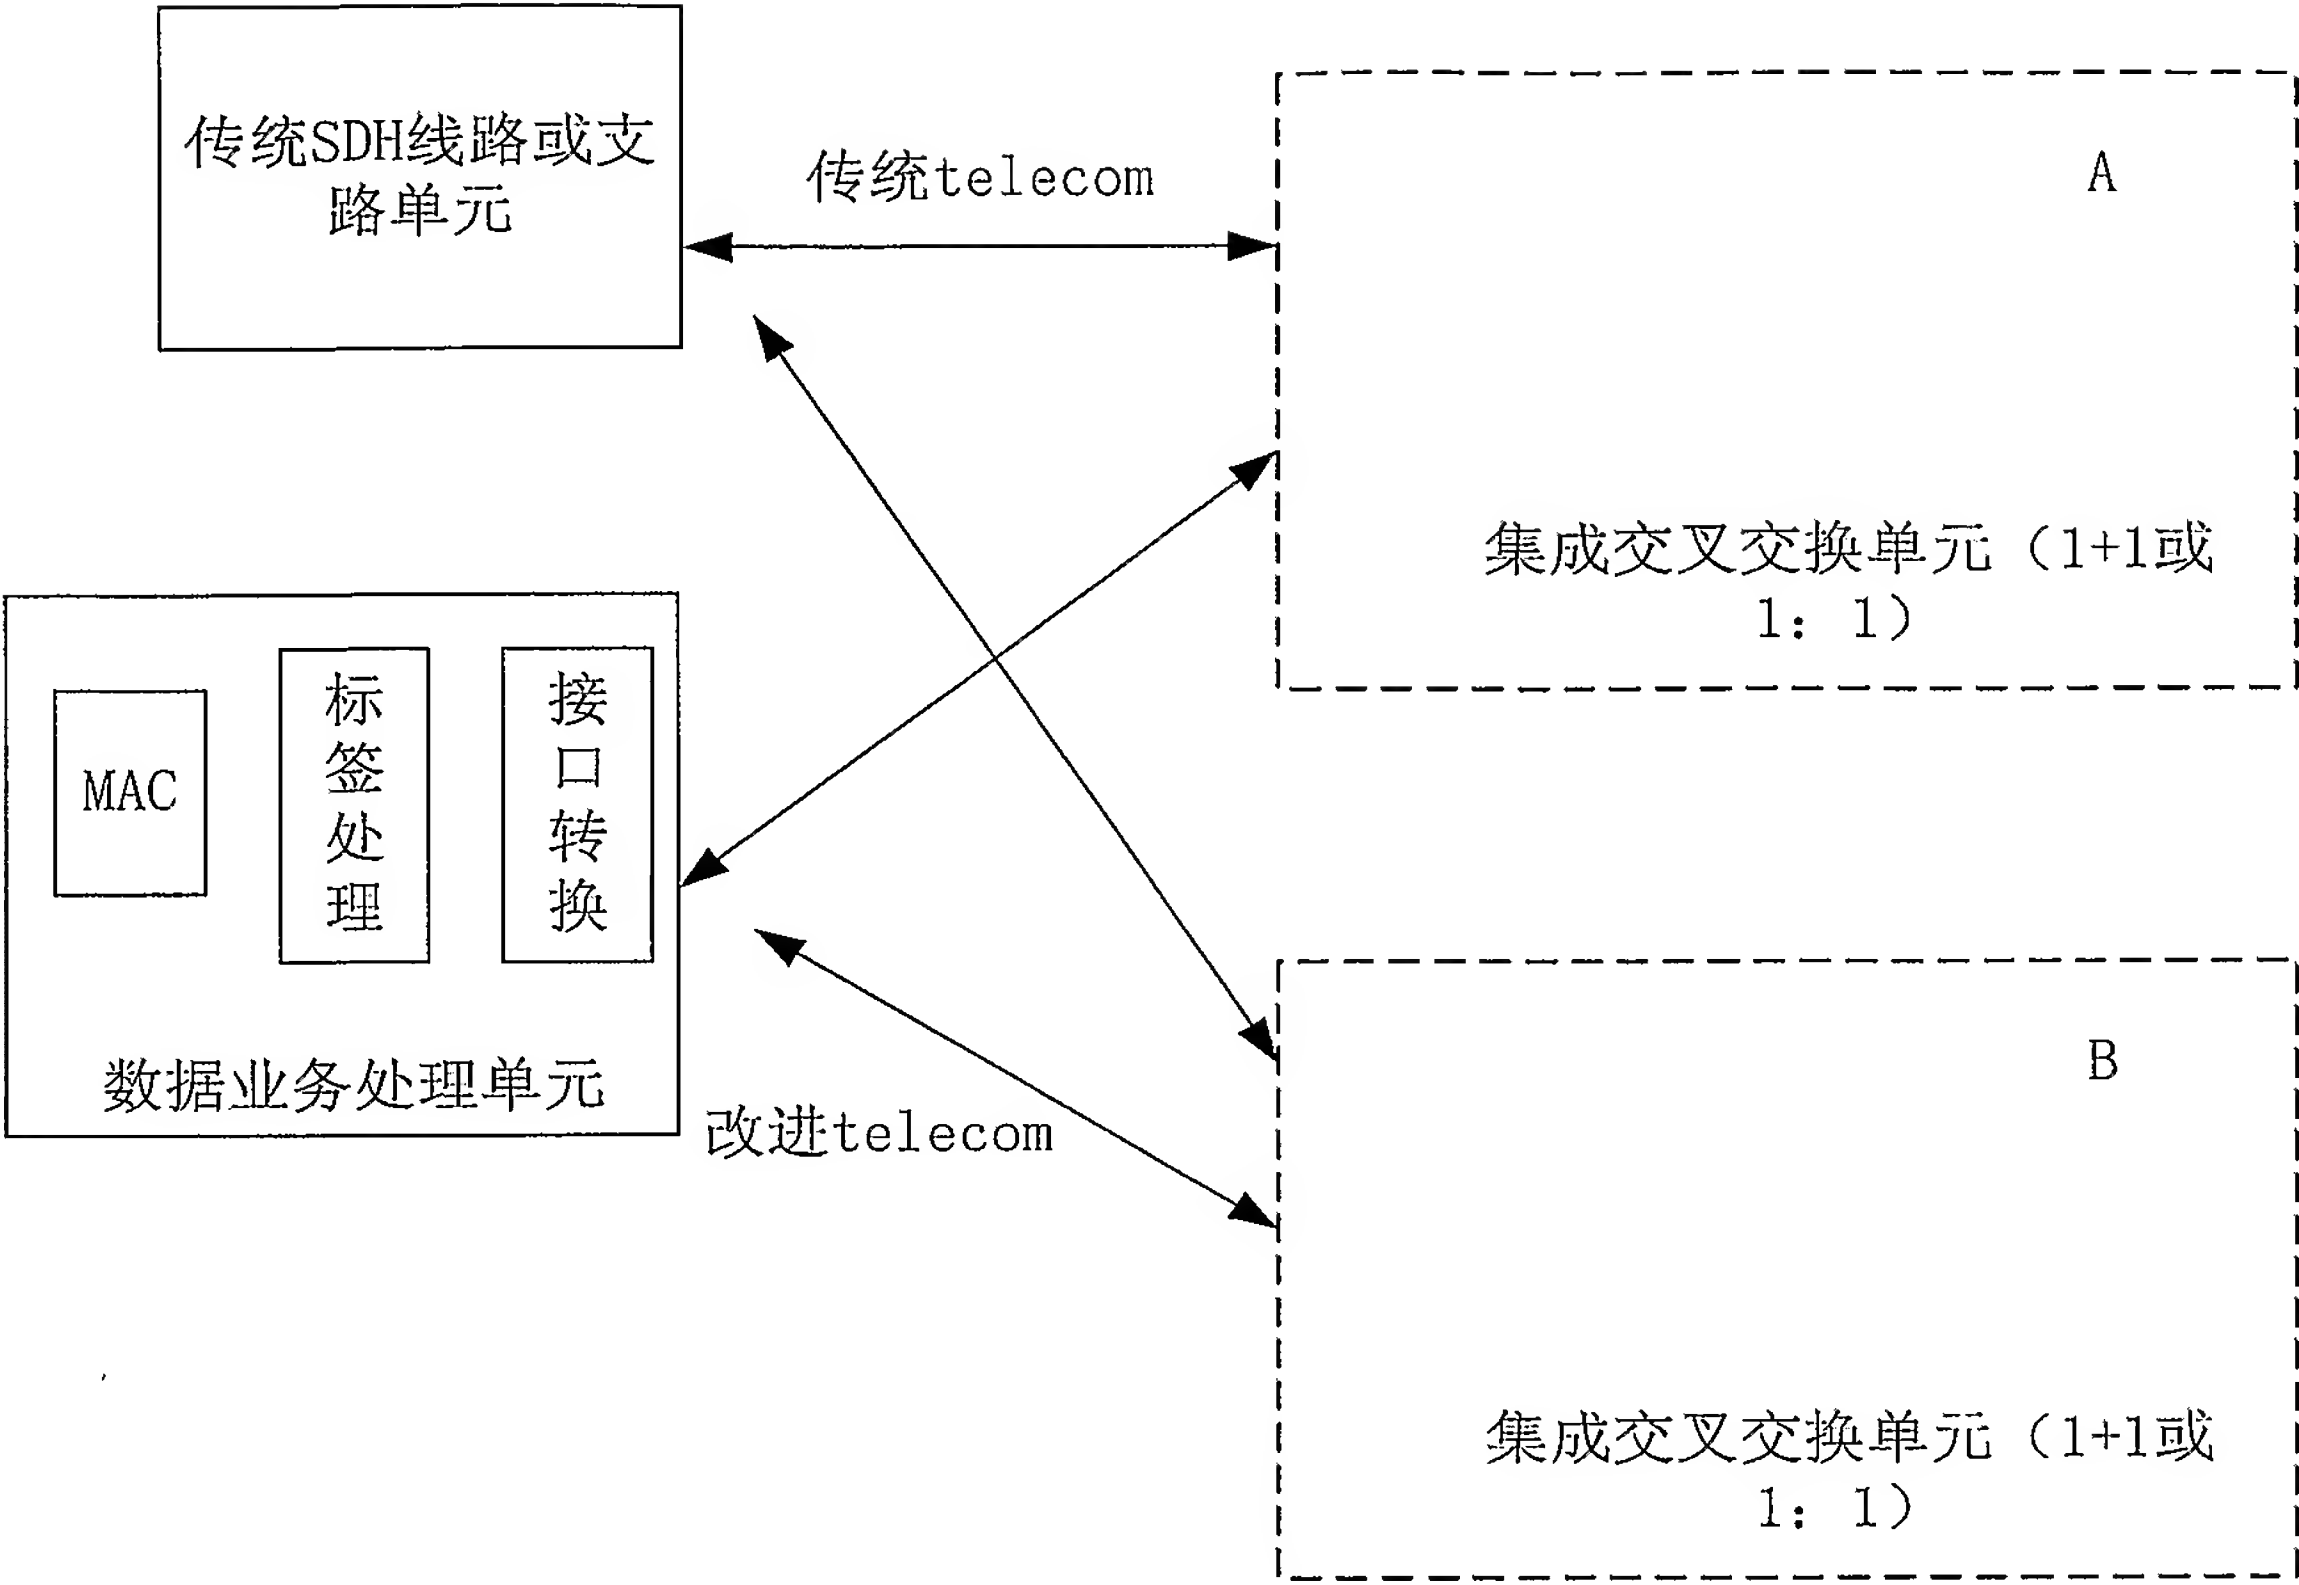 传统SDH线路或支
路单元
传统telecom
A
集成交叉交换单元（1+1或
1：1）
MAC
标
签
处
理
接
口
转
换
数据业务处理单元
改进telecom
B
集成交叉交换单元（1+1或
1：1）